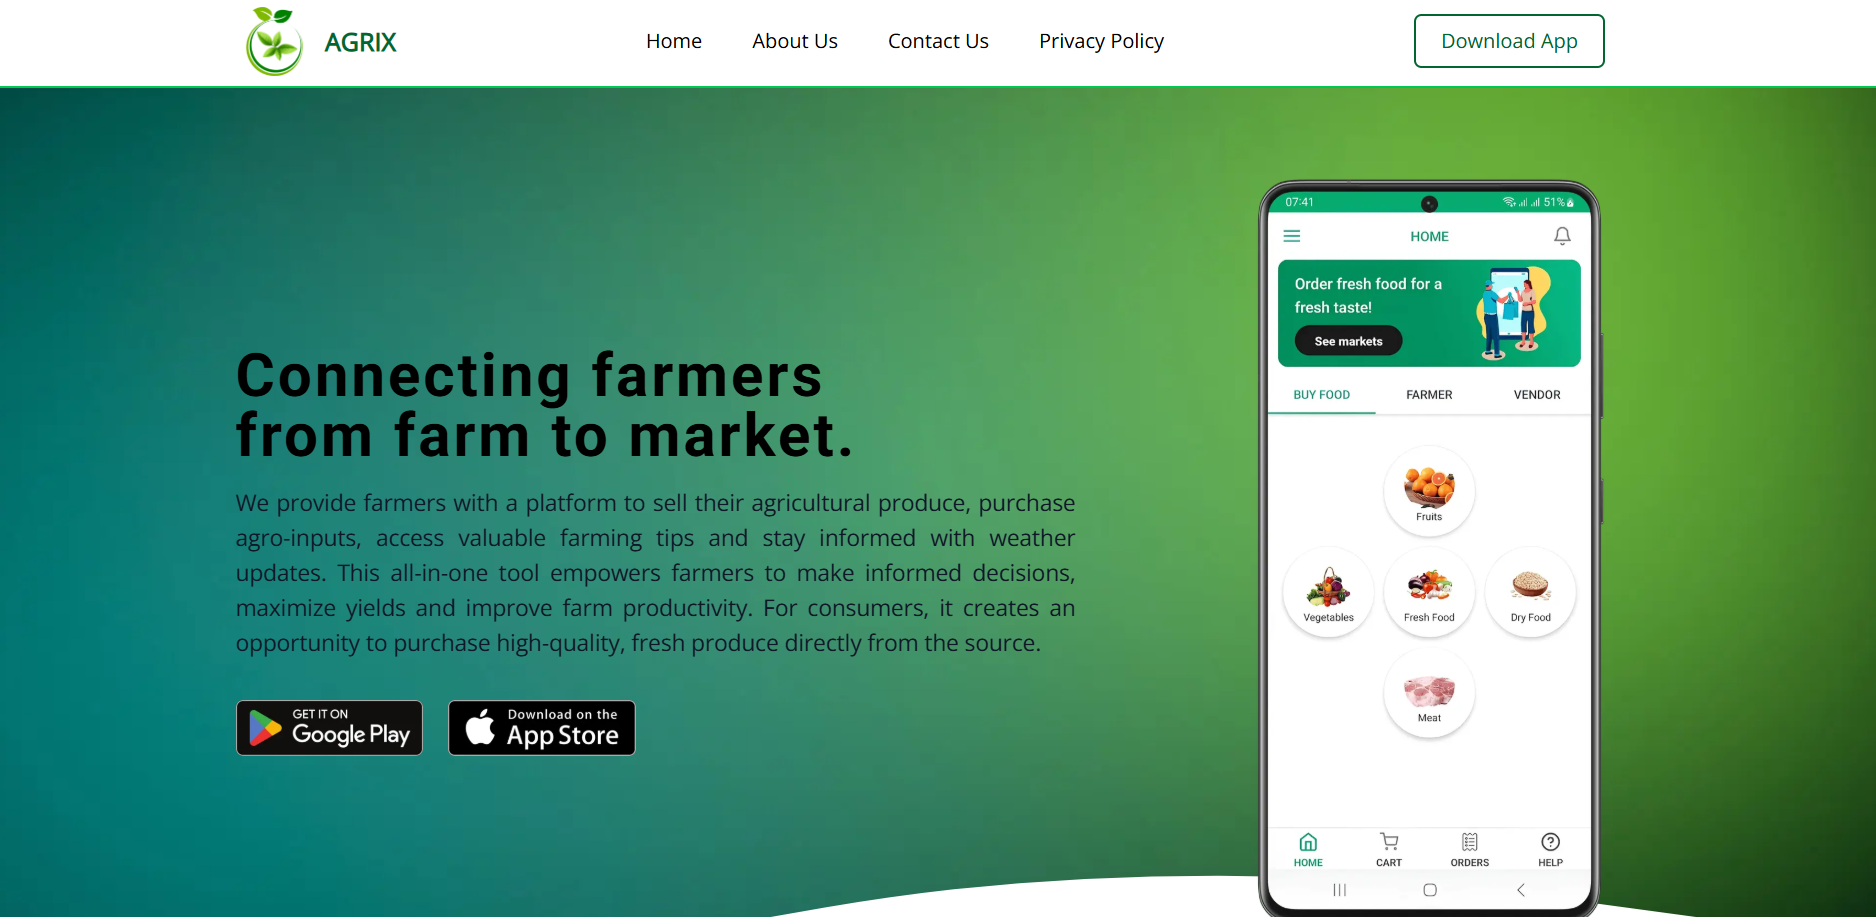 AGRIX
Home
About Us
Contact Us
Privacy Policy
Download App
Connecting farmers
from farm to market.
We provide farmers with a platform to sell their agricultural produce, purchase
agro-inputs, access valuable farming tips and stay informed with weather
updates. This all-in-one tool empowers farmers to make informed decisions,
maximize yields and improve farm productivity. For consumers, it creates an
opportunity to purchase high-quality, fresh produce directly from the source.
GET IT ON
Google Play
Download on the
App Store
07:41
51%
HOME
Order fresh food for a
fresh taste!
See markets
BUY FOOD
FARMER
VENDOR
Fruits
Vegetables
Fresh Food
Dry Food
Meat
HOME
CART
ORDERS
HELP